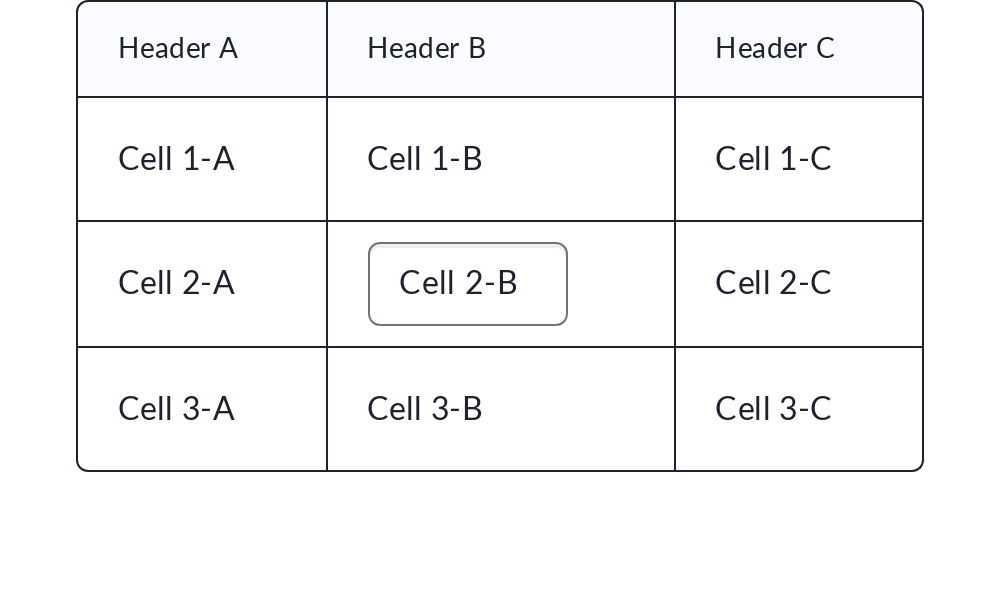 Header A Header B Header C
Cell 1-A Cell 1-B Cell 1-C
Cell 2-A Cell 2-B Cell 2-C
Cell 3-A Cell 3-B Cell 3-C